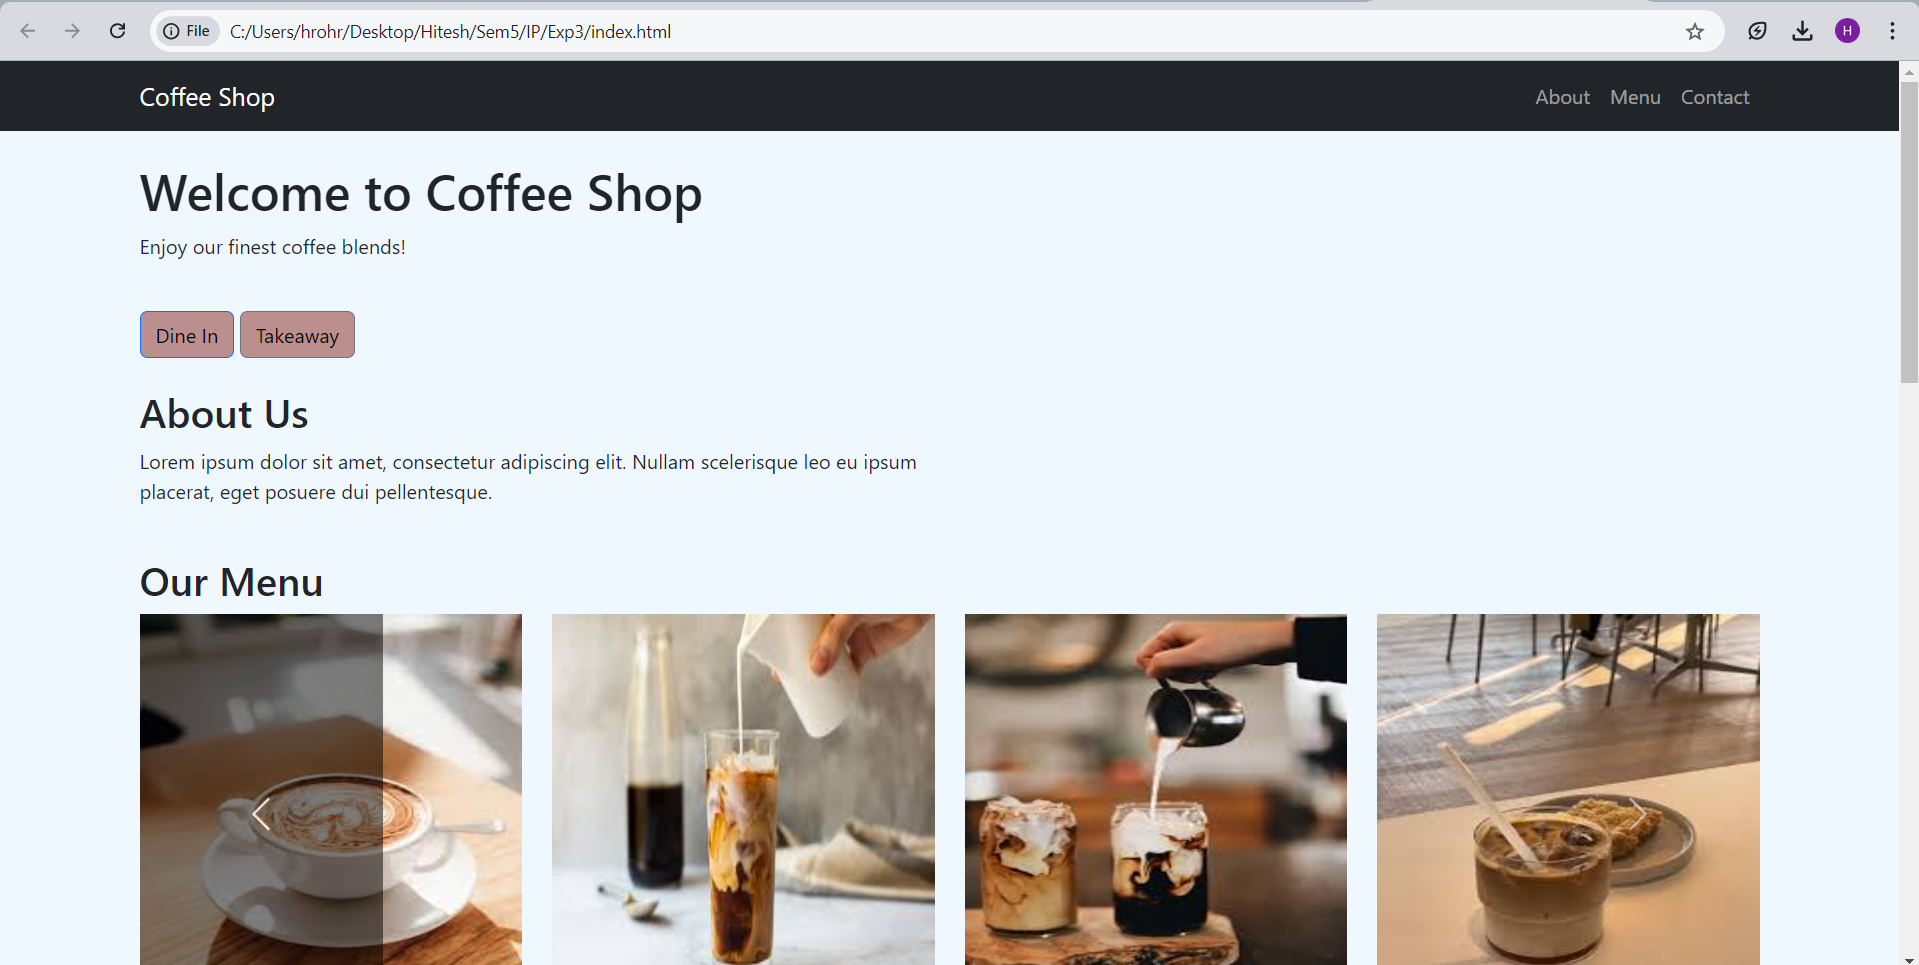 File C:/Users/hrohr/Desktop/Hitesh/Sem5/IP/Exp3/index.html
H
Coffee Shop
About Menu Contact
Welcome to Coffee Shop
Enjoy our finest coffee blends!
Dine In Takeaway
About Us
Lorem ipsum dolor sit amet, consectetur adipiscing elit. Nullam scelerisque leo eu ipsum
placerat, eget posuere dui pellentesque.
Our Menu